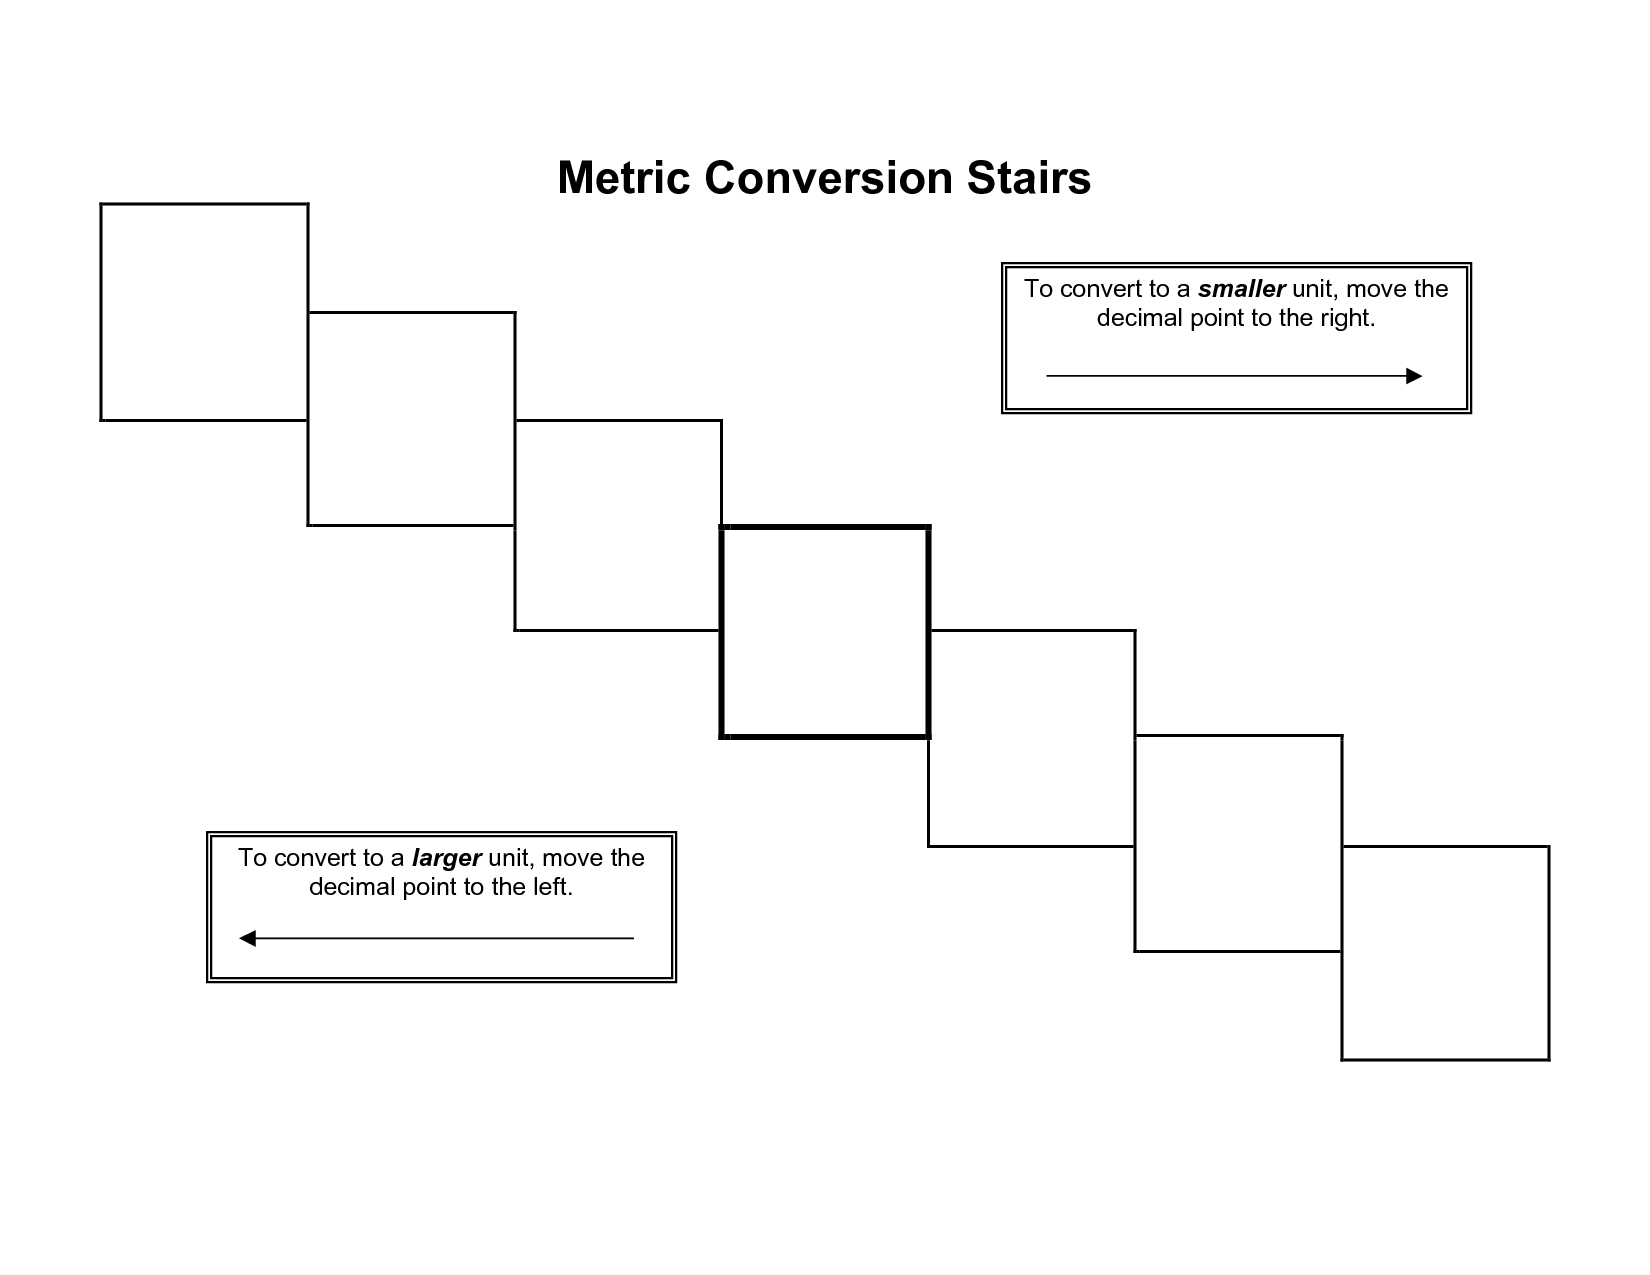 Metric Conversion Stairs
To convert to a smaller unit, move the
decimal point to the right.
To convert to a larger unit, move the
decimal point to the left.